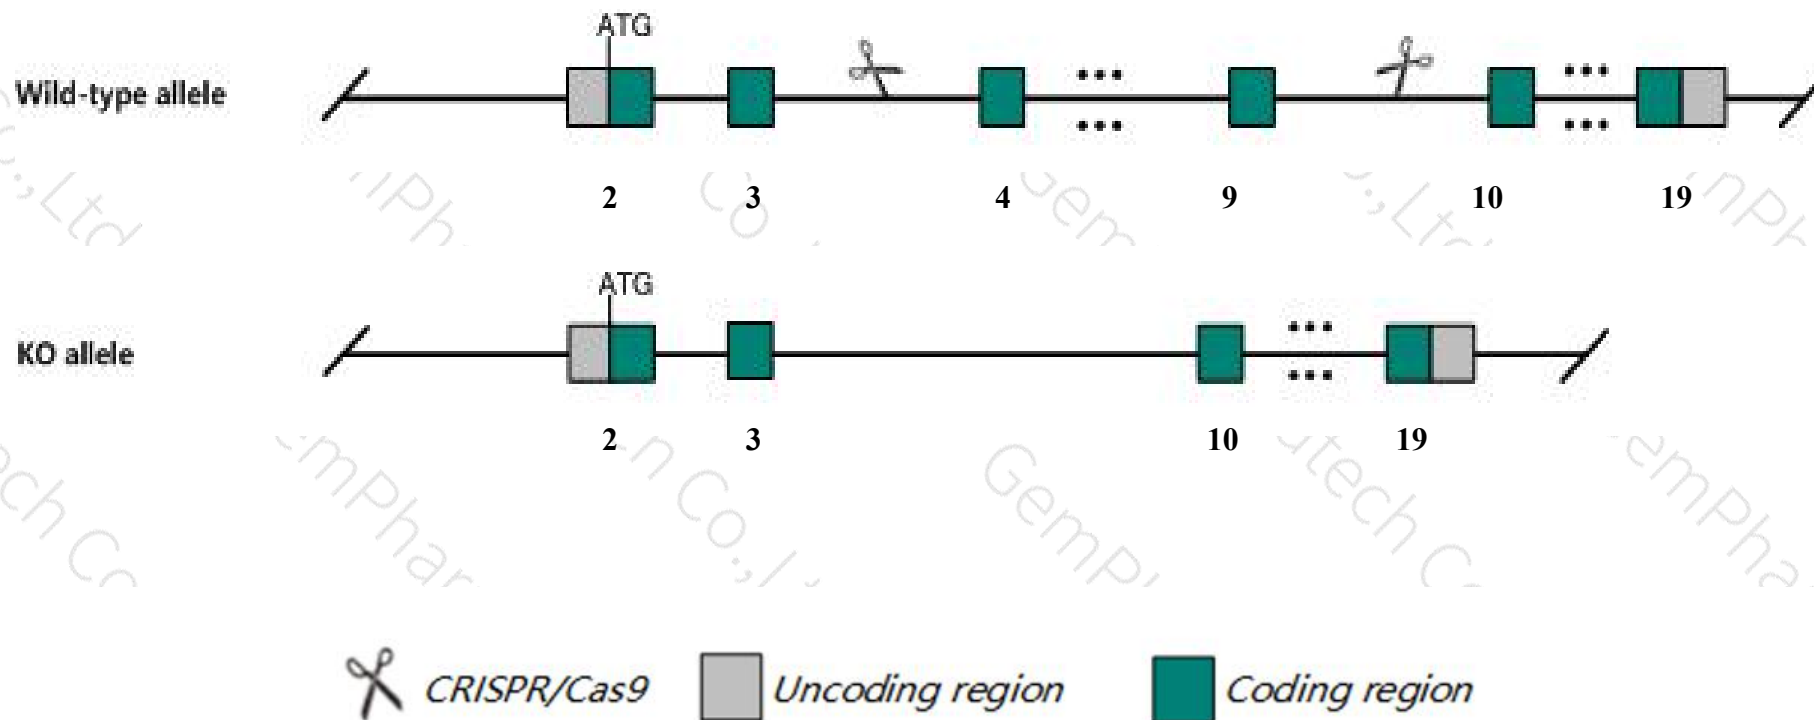 ATG
Wild-type allele
2 3 4 9 10 19
ATG
KO allele
2 3 10 19
CRISPR/Cas9 Uncoding region Coding region